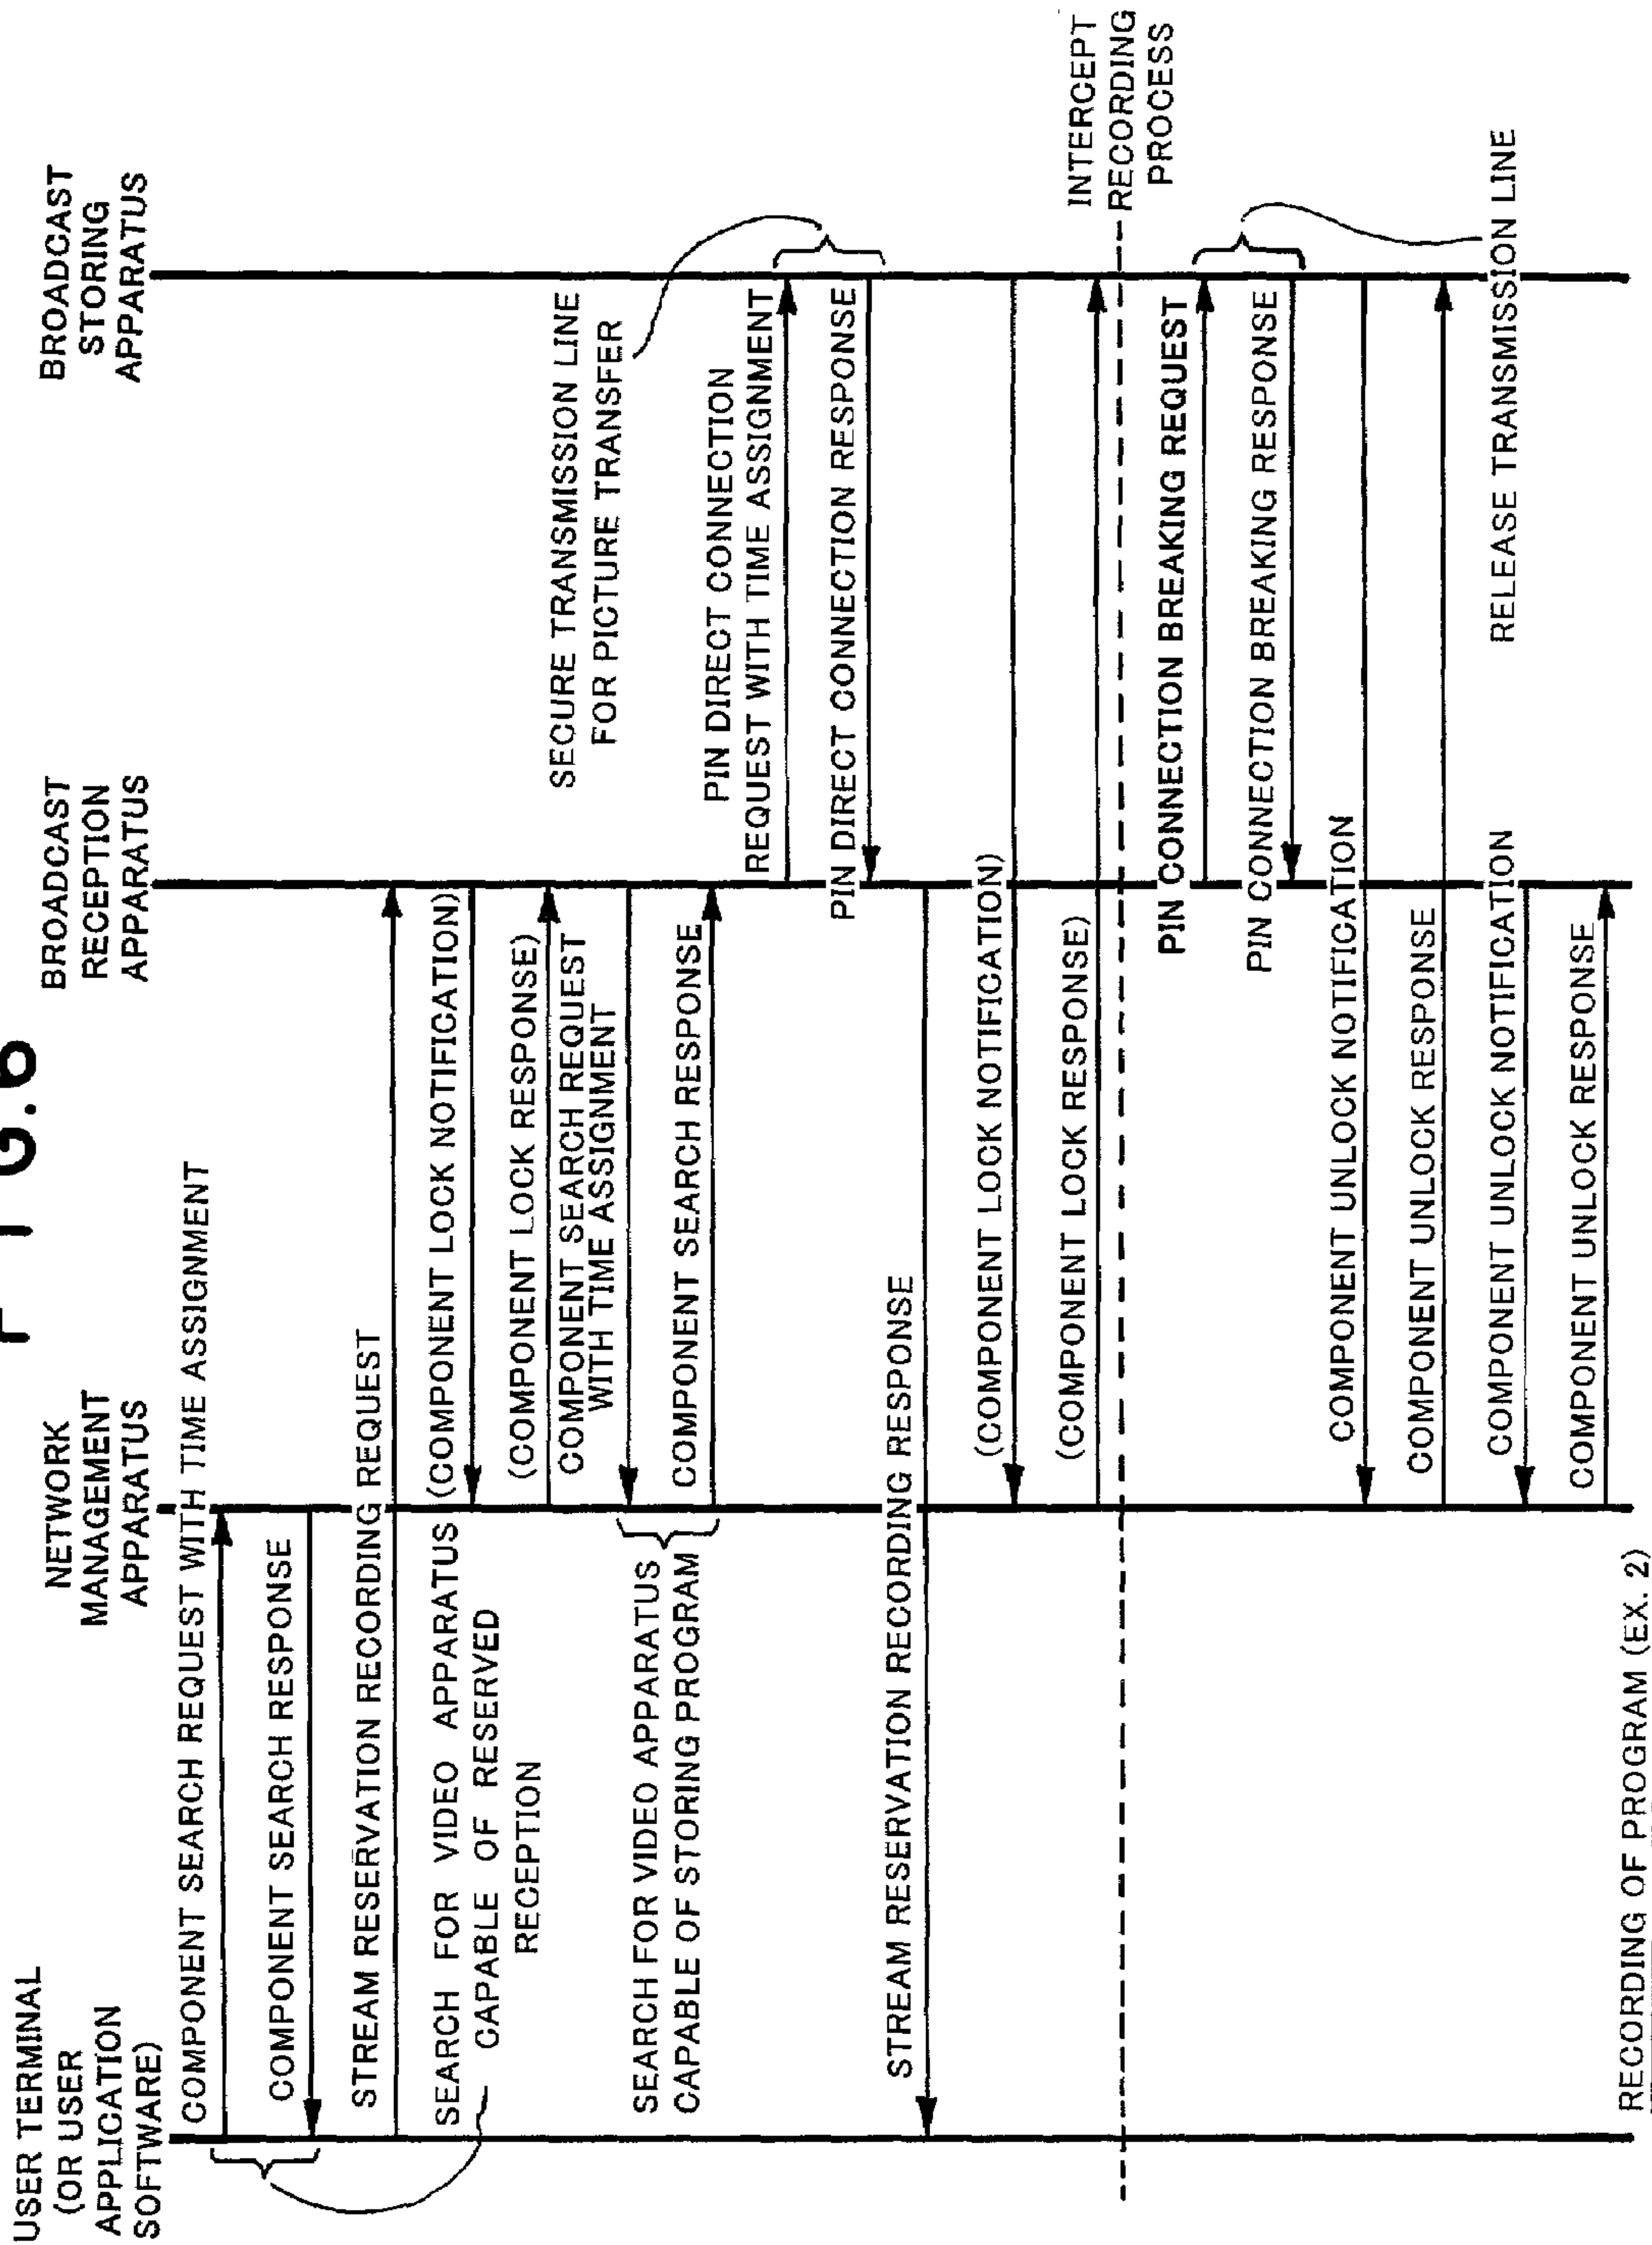 FIG.6
USER TERMINAL
(OR USER
APPLICATION
SOFTWARE)
NETWORK
MANAGEMENT
APPARATUS
BROADCAST
RECEPTION
APPARATUS
BROADCAST
STORING
APPARATUS
COMPONENT SEARCH REQUEST WITH TIME ASSIGNMENT
COMPONENT SEARCH RESPONSE
STREAM RESERVATION RECORDING REQUEST
SEARCH FOR VIDEO APPARATUS
CAPABLE OF RESERVED
RECEPTION
(COMPONENT LOCK NOTIFICATION)
(COMPONENT LOCK RESPONSE)
COMPONENT SEARCH REQUEST
WITH TIME ASSIGNMENT
SEARCH FOR VIDEO APPARATUS
CAPABLE OF STORING PROGRAM
COMPONENT SEARCH RESPONSE
SECURE TRANSMISSION LINE
FOR PICTURE TRANSFER
PIN DIRECT CONNECTION
REQUEST WITH TIME ASSIGNMENT
PIN DIRECT CONNECTION RESPONSE
STREAM RESERVATION RECORDING RESPONSE
(COMPONENT LOCK NOTIFICATION)
(COMPONENT LOCK RESPONSE)
INTERCEPT
RECORDING
PROCESS
PIN CONNECTION BREAKING REQUEST
PIN CONNECTION BREAKING RESPONSE
COMPONENT UNLOCK NOTIFICATION
COMPONENT UNLOCK RESPONSE
RELEASE TRANSMISSION LINE
COMPONENT UNLOCK NOTIFICATION
COMPONENT UNLOCK RESPONSE
RECORDING OF PROGRAM (EX. 2)